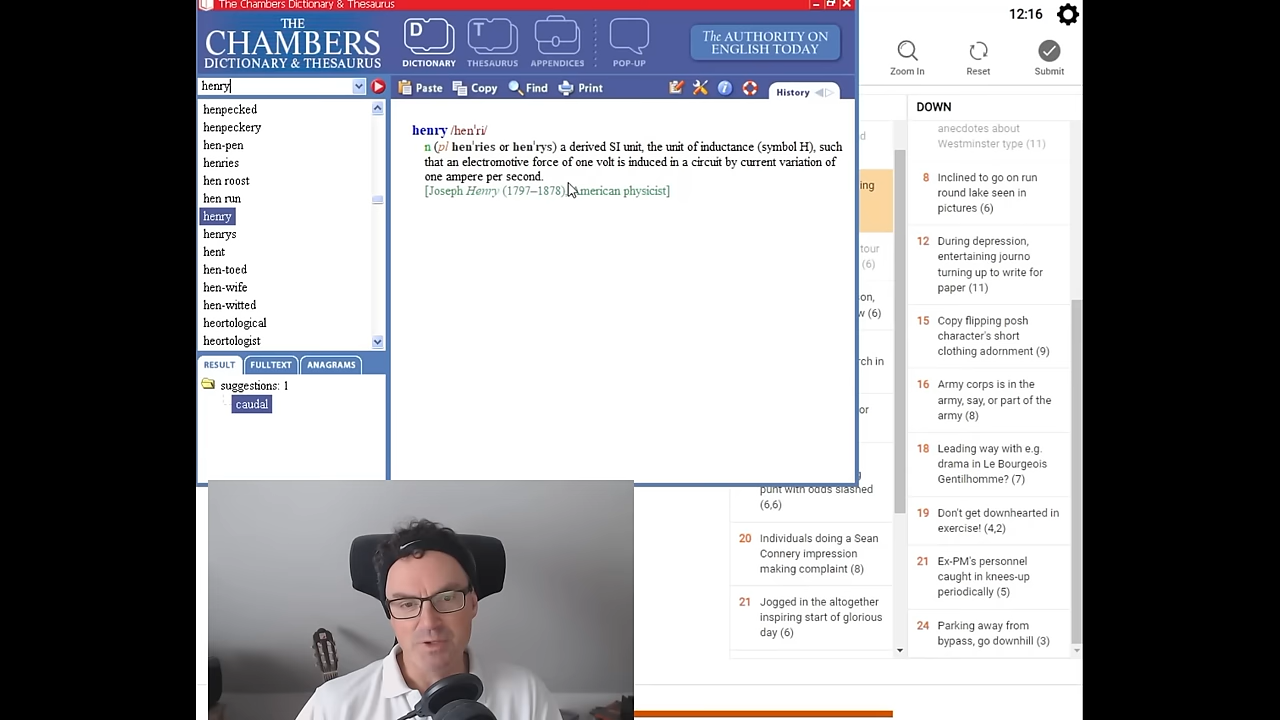 The Chambers Dictionary & Thesaurus
THE
CHAMBERS
DICTIONARY & THESAURUS
D
DICTIONARY
T
THESAURUS
APPENDICES
POP-UP
The AUTHORITY ON
ENGLISH TODAY
12:16
Zoom In
Reset
Submit
henry
Paste
Copy
Find
Print
History
henpecked
henpeckery
hen-pen
henries
hen roost
hen run
henry
henrys
hent
hen-toed
hen-wife
hen-witted
heortological
heortologist
RESULT
FULLTEXT
ANAGRAMS
suggestions: 1
caudal
henry /hen'ri/
n (pl hen'ries or hen'rys) a derived SI unit, the unit of inductance (symbol H), such
that an electromotive force of one volt is induced in a circuit by current variation of
one ampere per second.
[Joseph Henry (1797–1878), American physicist]
ing
tour
(6)
on,
w (6)
rch in
or
punt with odds slashed
(6,6)
20 Individuals doing a Sean
Connery impression
making complaint (8)
21 Jogged in the altogether
inspiring start of glorious
day (6)
DOWN
anecdotes about
Westminster type (11)
8 Inclined to go on run
round lake seen in
pictures (6)
12 During depression,
entertaining journo
turning up to write for
paper (11)
15 Copy flipping posh
character's short
clothing adornment (9)
16 Army corps is in the
army, say, or part of the
army (8)
18 Leading way with e.g.
drama in Le Bourgeois
Gentilhomme? (7)
19 Don't get downhearted in
exercise! (4,2)
21 Ex-PM's personnel
caught in knees-up
periodically (5)
24 Parking away from
bypass, go downhill (3)